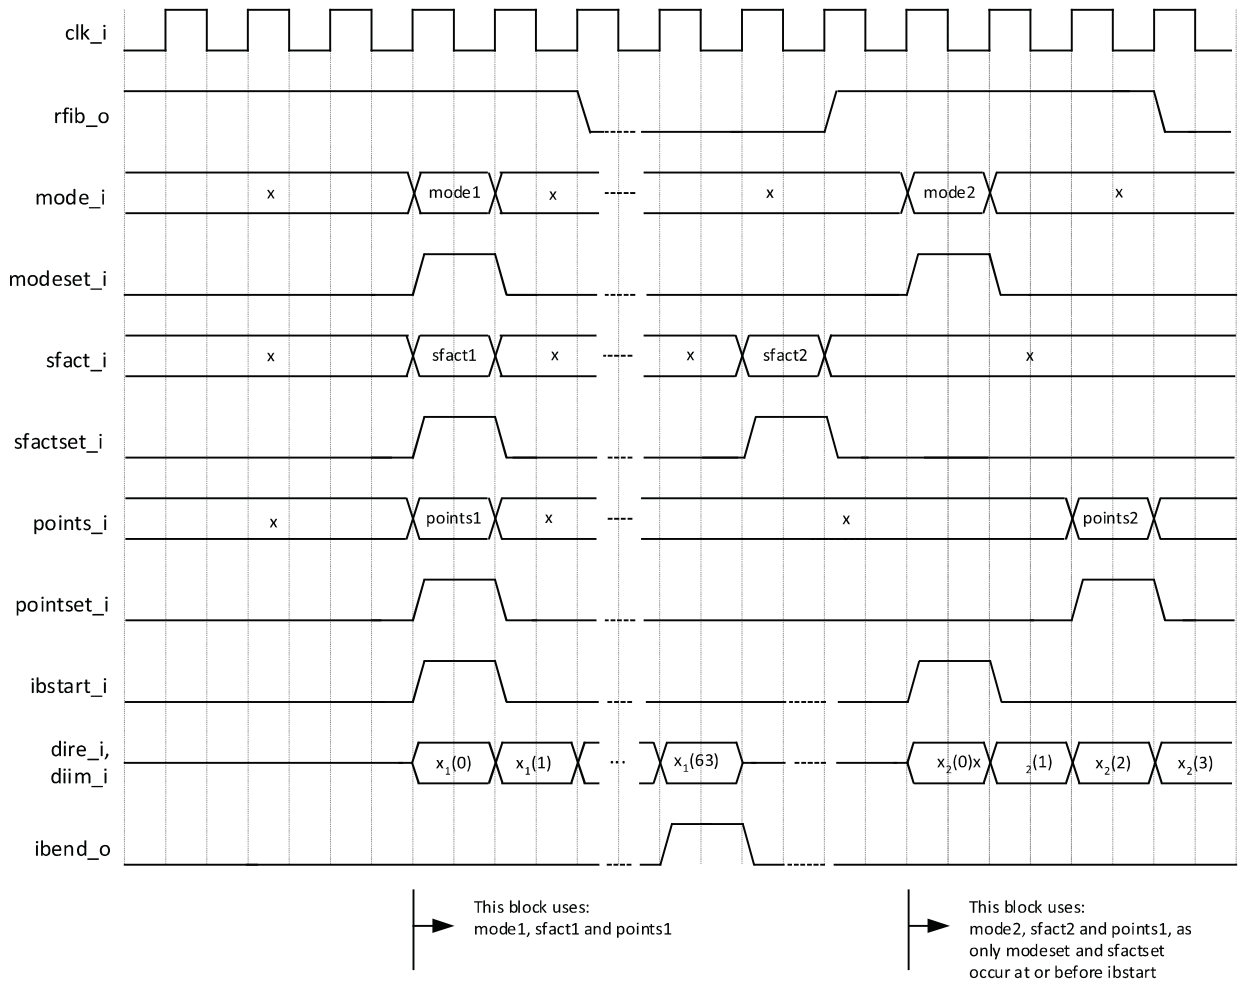 clk_i
rfib_o
mode_i x mode1 x x mode2 x
modeset_i
sfact_i x sfact1 x x sfact2 x
sfactset_i
points_i x points1 x x points2
pointset_i
ibstart_i
dire_i,
diim_i x₁(0) x₁(1) ... x₁(63) x₂(0)x ₂(1) x₂(2) x₂(3)
ibend_o
This block uses:
mode1, sfact1 and points1
This block uses:
mode2, sfact2 and points1, as
only modeset and sfactset
occur at or before ibstart